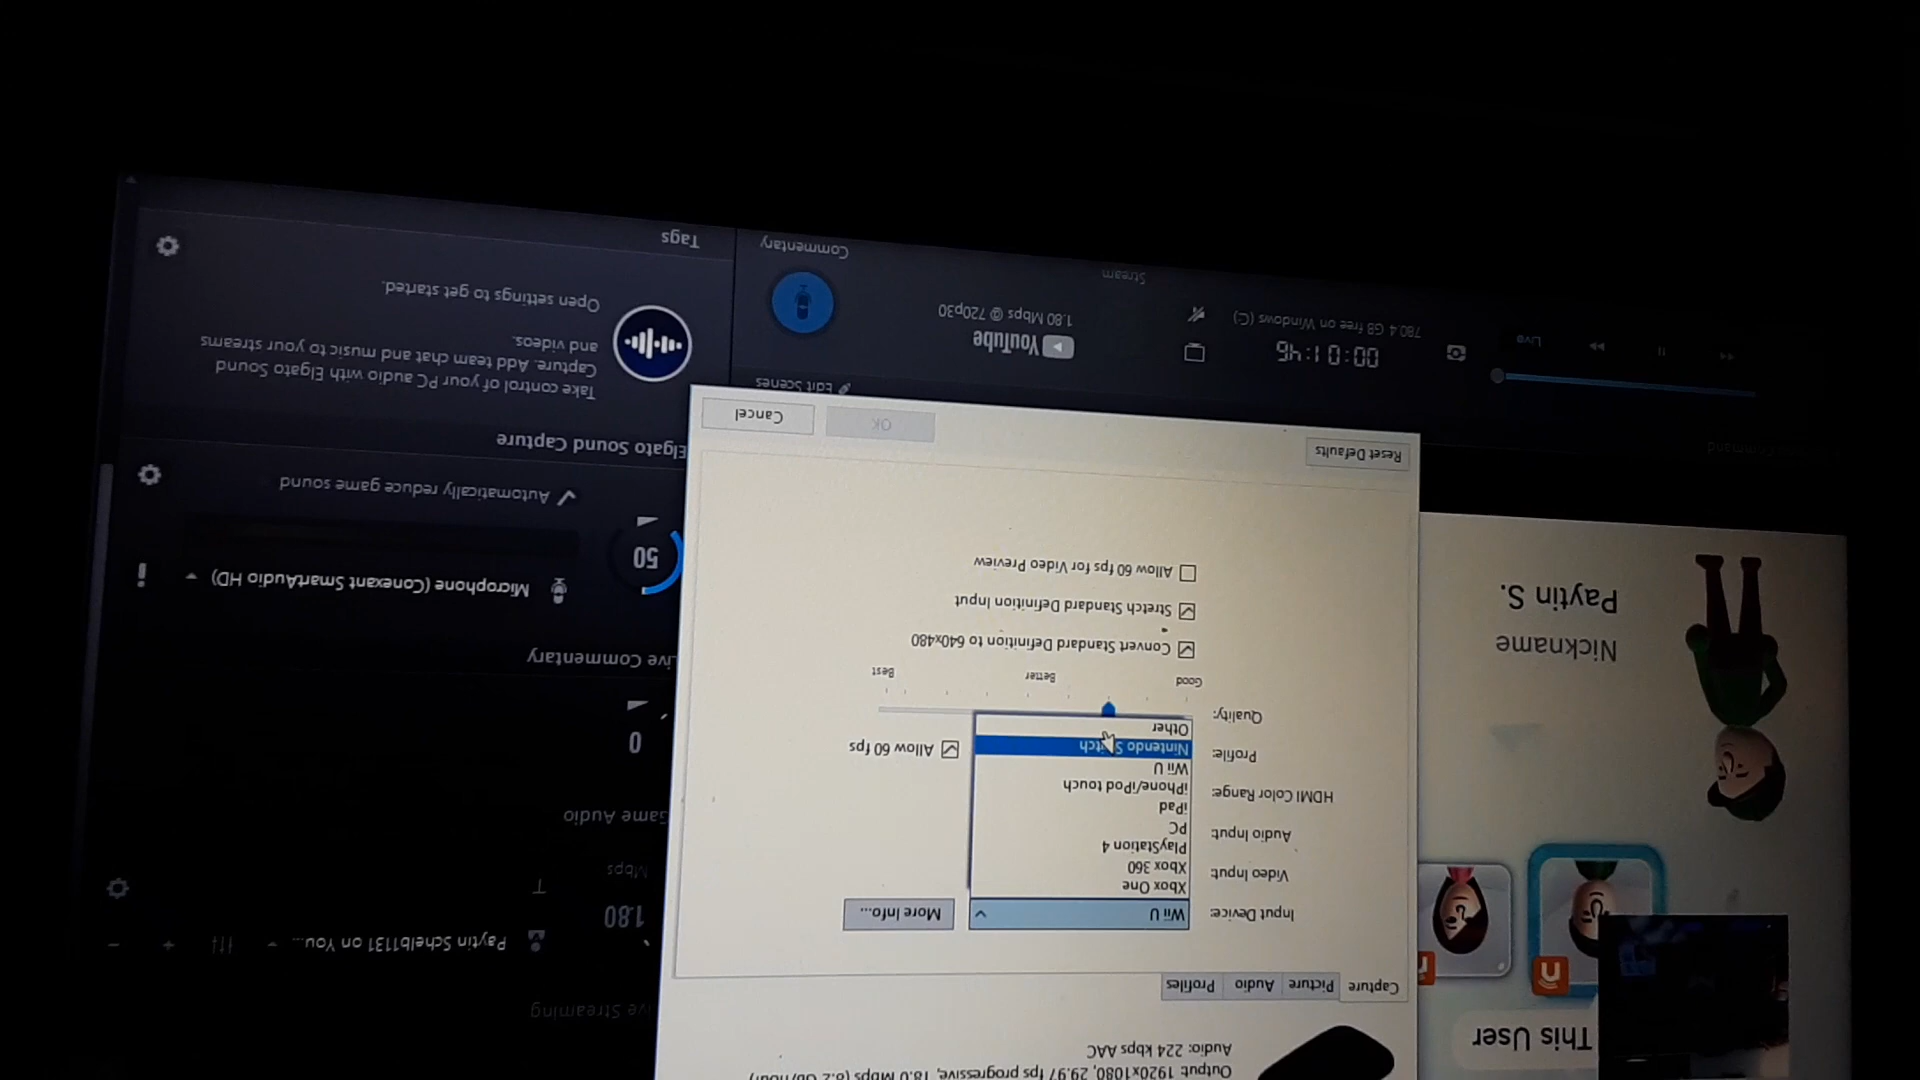 Output: 1920x1080, 29.97 fps progressive, 18.0 Mbps (8.2 GB/hour)
Audio: 224 kbps AAC
Capture
Picture
Audio
Profiles
Input Device:
Wii U
More Info...
Xbox One
Xbox 360
PlayStation 4
PC
iPad
iPhone/iPod touch
Wii U
Nintendo Switch
Other
Video Input:
Audio Input:
HDMI Color Range:
Profile:
Allow 60 fps
Quality:
Good
Better
Best
Convert Standard Definition to 640x480
Stretch Standard Definition Input
Allow 60 fps for Video Preview
Reset Defaults
OK
Cancel
This User
Nickname
Paytin S.
Live Streaming
Paytin Schelb1131 on You...
1.80
Mbps
Game Audio
0
Live Commentary
Microphone (Conexant SmartAudio HD)
50
Automatically reduce game sound
Elgato Sound Capture
Take control of your PC audio with Elgato Sound
Capture. Add team chat and music to your streams
and videos.
Open settings to get started.
Tags
Command
Edit Scenes
Live
00:01:46
780.4 GB free on Windows (C)
YouTube
1.80 Mbps @ 720p30
Stream
Commentary